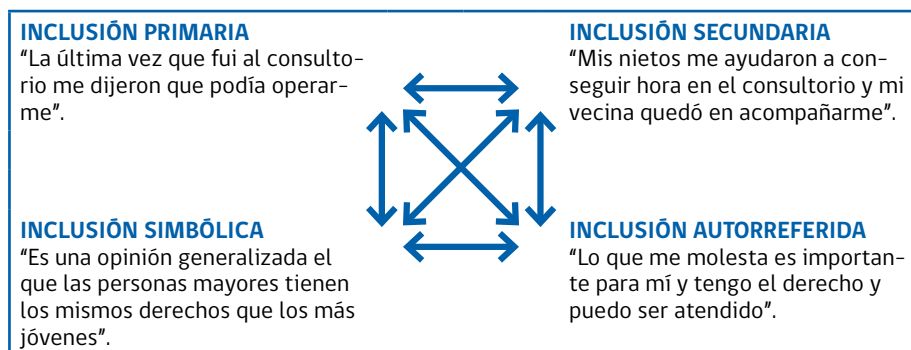 INCLUSIÓN PRIMARIA
"La última vez que fui al consulto-
rio me dijeron que podía operar-
me".
INCLUSIÓN SECUNDARIA
"Mis nietos me ayudaron a con-
seguir hora en el consultorio y mi
vecina quedó en acompañarme".
INCLUSIÓN SIMBÓLICA
"Es una opinión generalizada el
que las personas mayores tienen
los mismos derechos que los más
jóvenes".
INCLUSIÓN AUTORREFERIDA
"Lo que me molesta es importan-
te para mí y tengo el derecho y
puedo ser atendido".